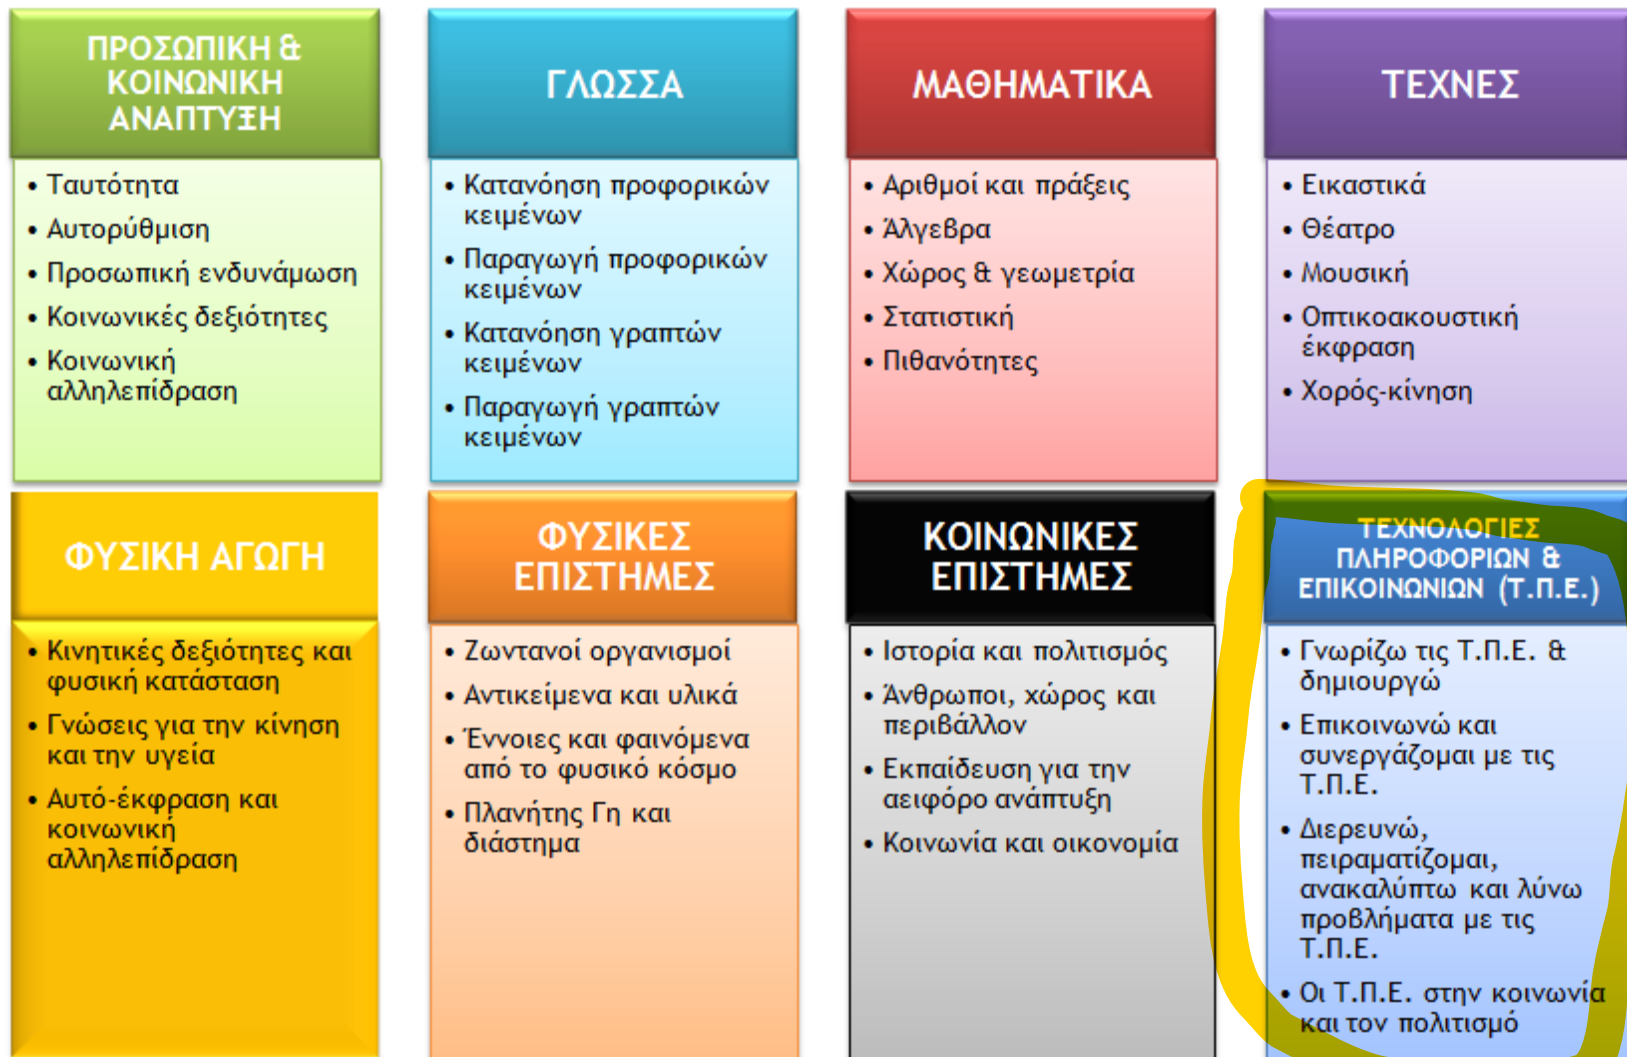 ΠΡΟΣΩΠΙΚΗ &
ΚΟΙΝΩΝΙΚΗ
ΑΝΑΠΤΥΞΗ
• Ταυτότητα
• Αυτορύθμιση
• Προσωπική ενδυνάμωση
• Κοινωνικές δεξιότητες
• Κοινωνική
αλληλεπίδραση
ΓΛΩΣΣΑ
• Κατανόηση προφορικών
κειμένων
• Παραγωγή προφορικών
κειμένων
• Κατανόηση γραπτών
κειμένων
• Παραγωγή γραπτών
κειμένων
ΜΑΘΗΜΑΤΙΚΑ
• Αριθμοί και πράξεις
• Άλγεβρα
• Χώρος & γεωμετρία
• Στατιστική
• Πιθανότητες
ΤΕΧΝΕΣ
• Εικαστικά
• Θέατρο
• Μουσική
• Οπτικοακουστική
έκφραση
• Χορός-κίνηση
ΦΥΣΙΚΗ ΑΓΩΓΗ
• Κινητικές δεξιότητες και
φυσική κατάσταση
• Γνώσεις για την κίνηση
και την υγεία
• Αυτό-έκφραση και
κοινωνική
αλληλεπίδραση
ΦΥΣΙΚΕΣ
ΕΠΙΣΤΗΜΕΣ
• Ζωντανοί οργανισμοί
• Αντικείμενα και υλικά
• Έννοιες και φαινόμενα
από το φυσικό κόσμο
• Πλανήτης Γη και
διάστημα
ΚΟΙΝΩΝΙΚΕΣ
ΕΠΙΣΤΗΜΕΣ
• Ιστορία και πολιτισμός
• Άνθρωποι, χώρος και
περιβάλλον
• Εκπαίδευση για την
αειφόρο ανάπτυξη
• Κοινωνία και οικονομία
ΤΕΧΝΟΛΟΓΙΕΣ
ΠΛΗΡΟΦΟΡΙΩΝ &
ΕΠΙΚΟΙΝΩΝΙΩΝ (Τ.Π.Ε.)
• Γνωρίζω τις Τ.Π.Ε. &
δημιουργώ
• Επικοινωνώ και
συνεργάζομαι με τις
Τ.Π.Ε.
• Διερευνώ,
πειραματίζομαι,
ανακαλύπτω και λύνω
προβλήματα με τις
Τ.Π.Ε.
• Οι Τ.Π.Ε. στην κοινωνία
και τον πολιτισμό